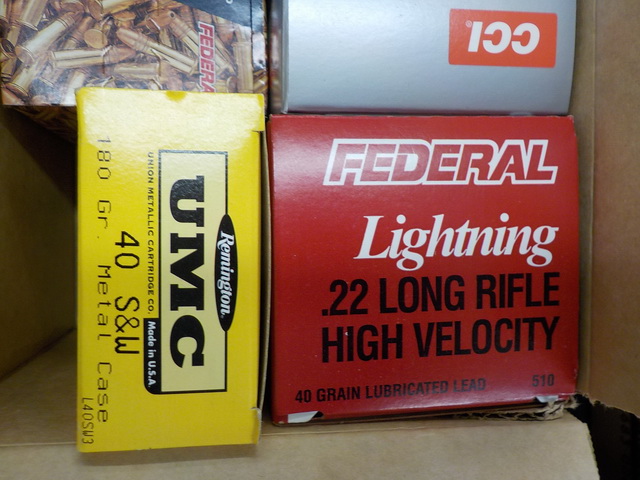 FEDERA
CCI
Remington
UMC
UNION METALLIC CARTRIDGE CO. Made in U.S.A.
40 S&W
180 Gr. Metal Case
L40SW3
FEDERAL
Lightning
.22 LONG RIFLE
HIGH VELOCITY
40 GRAIN LUBRICATED LEAD 510